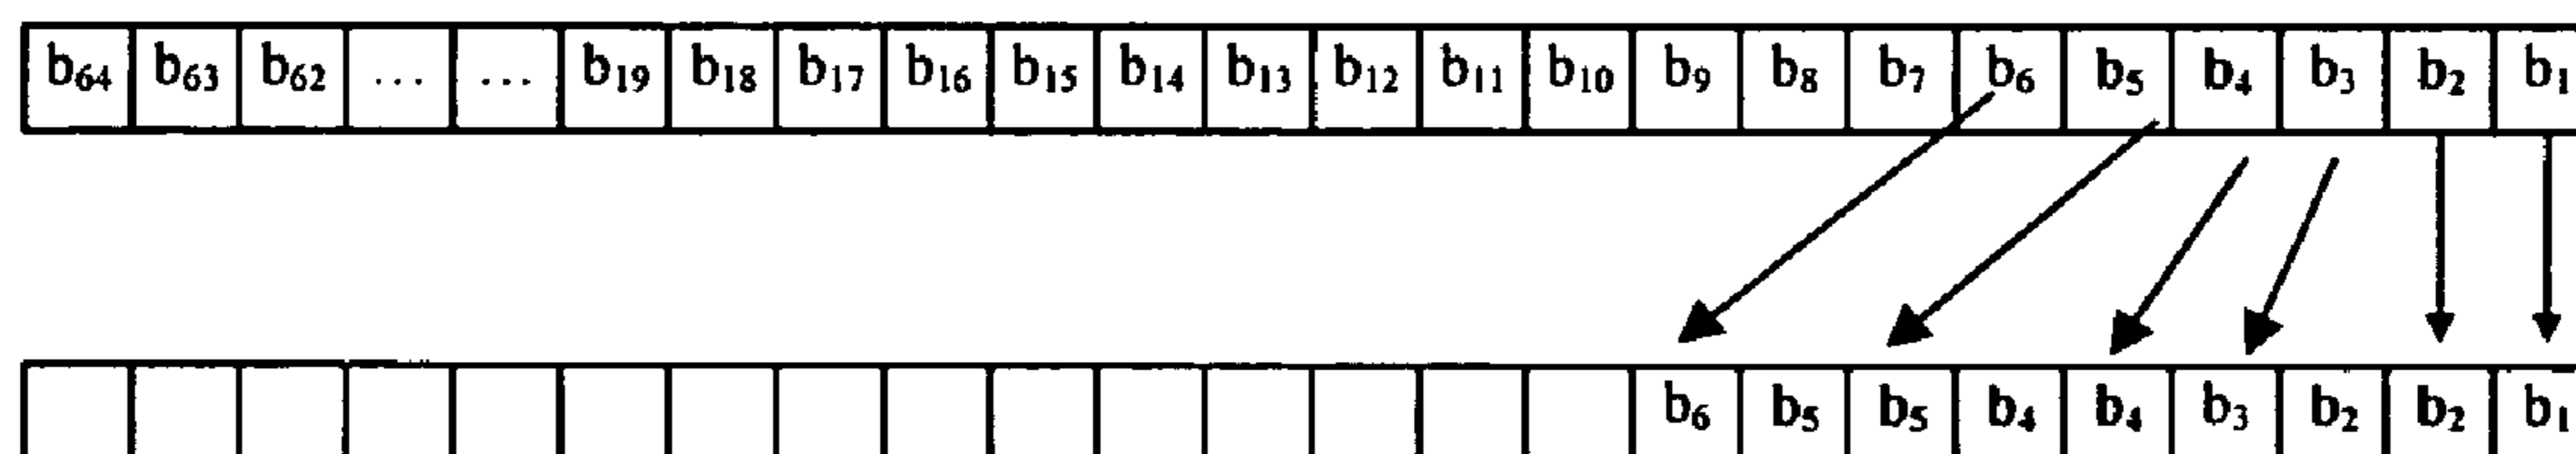 b₆₄ b₆₃ b₆₂ ... ... b₁₉ b₁₈ b₁₇ b₁₆ b₁₅ b₁₄ b₁₃ b₁₂ b₁₁ b₁₀ b₉ b₈ b₇ b₆ b₅ b₄ b₃ b₂ b₁
b₆ b₅ b₅ b₄ b₄ b₃ b₂ b₂ b₁